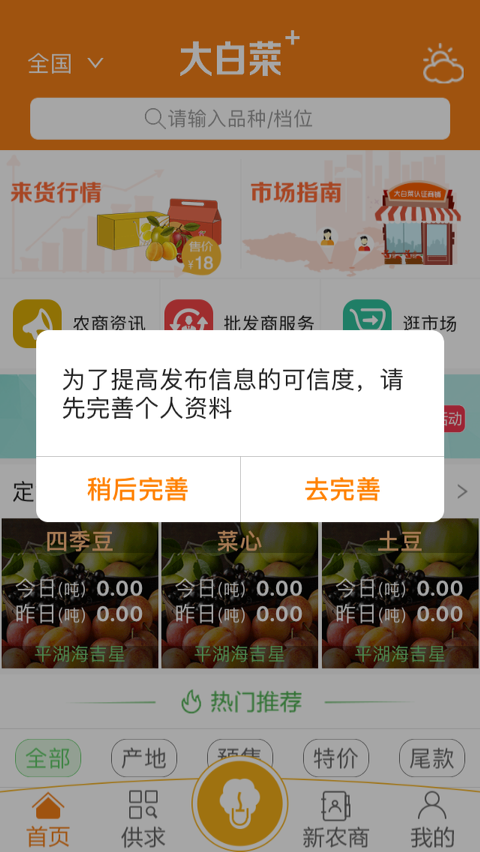 全国
大白菜+
请输入品种/档位
来货行情
售价
¥18
市场指南
大白菜认证商铺
农商资讯
批发商服务
逛市场
为了提高发布信息的可信度，请
先完善个人资料
活动
稍后完善
去完善
定
四季豆
菜心
土豆
今日(吨) 0.00
今日(吨) 0.00
今日(吨) 0.00
昨日(吨) 0.00
昨日(吨) 0.00
昨日(吨) 0.00
平湖海吉星
平湖海吉星
平湖海吉星
热门推荐
全部
产地
预售
特价
尾款
首页
供求
新农商
我的